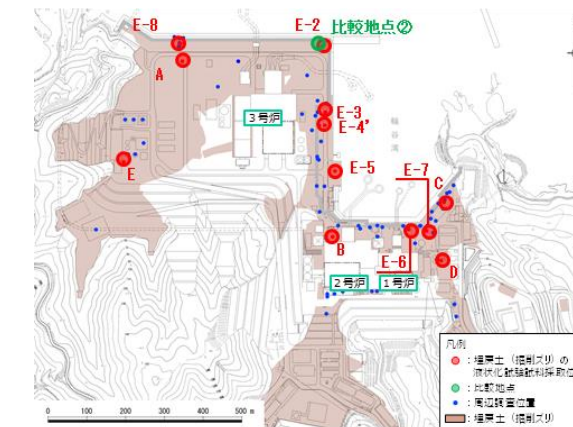 E-8
E-2 比較地点②
A
3号炉
E-3
E-4'
輪谷湾
E-5
E
E-7
C
B
E-6
D
2号炉
1号炉
凡例
：埋戻土（掘削ズリ）の
液状化試験試料採取位
：比較地点
：周辺調査位置
：埋戻土（掘削ズリ）
0 100 200 300 400 500 m